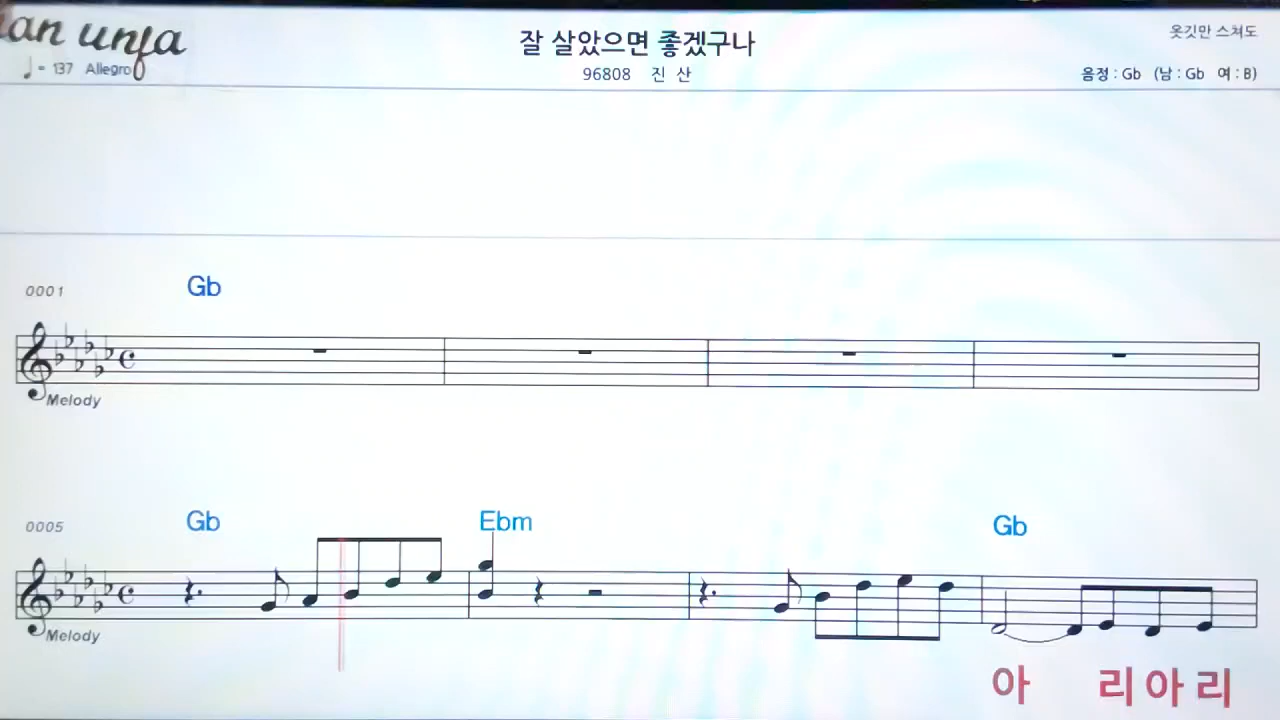 잘 살았으면 좋겠구나
옷깃만 스쳐도
♩ = 137 Allegro
96808 진 산
음정 : Gb (남 : Gb 여 : B)
0001 Gb
Melody
0005 Gb Ebm Gb
Melody
아 리 아 리